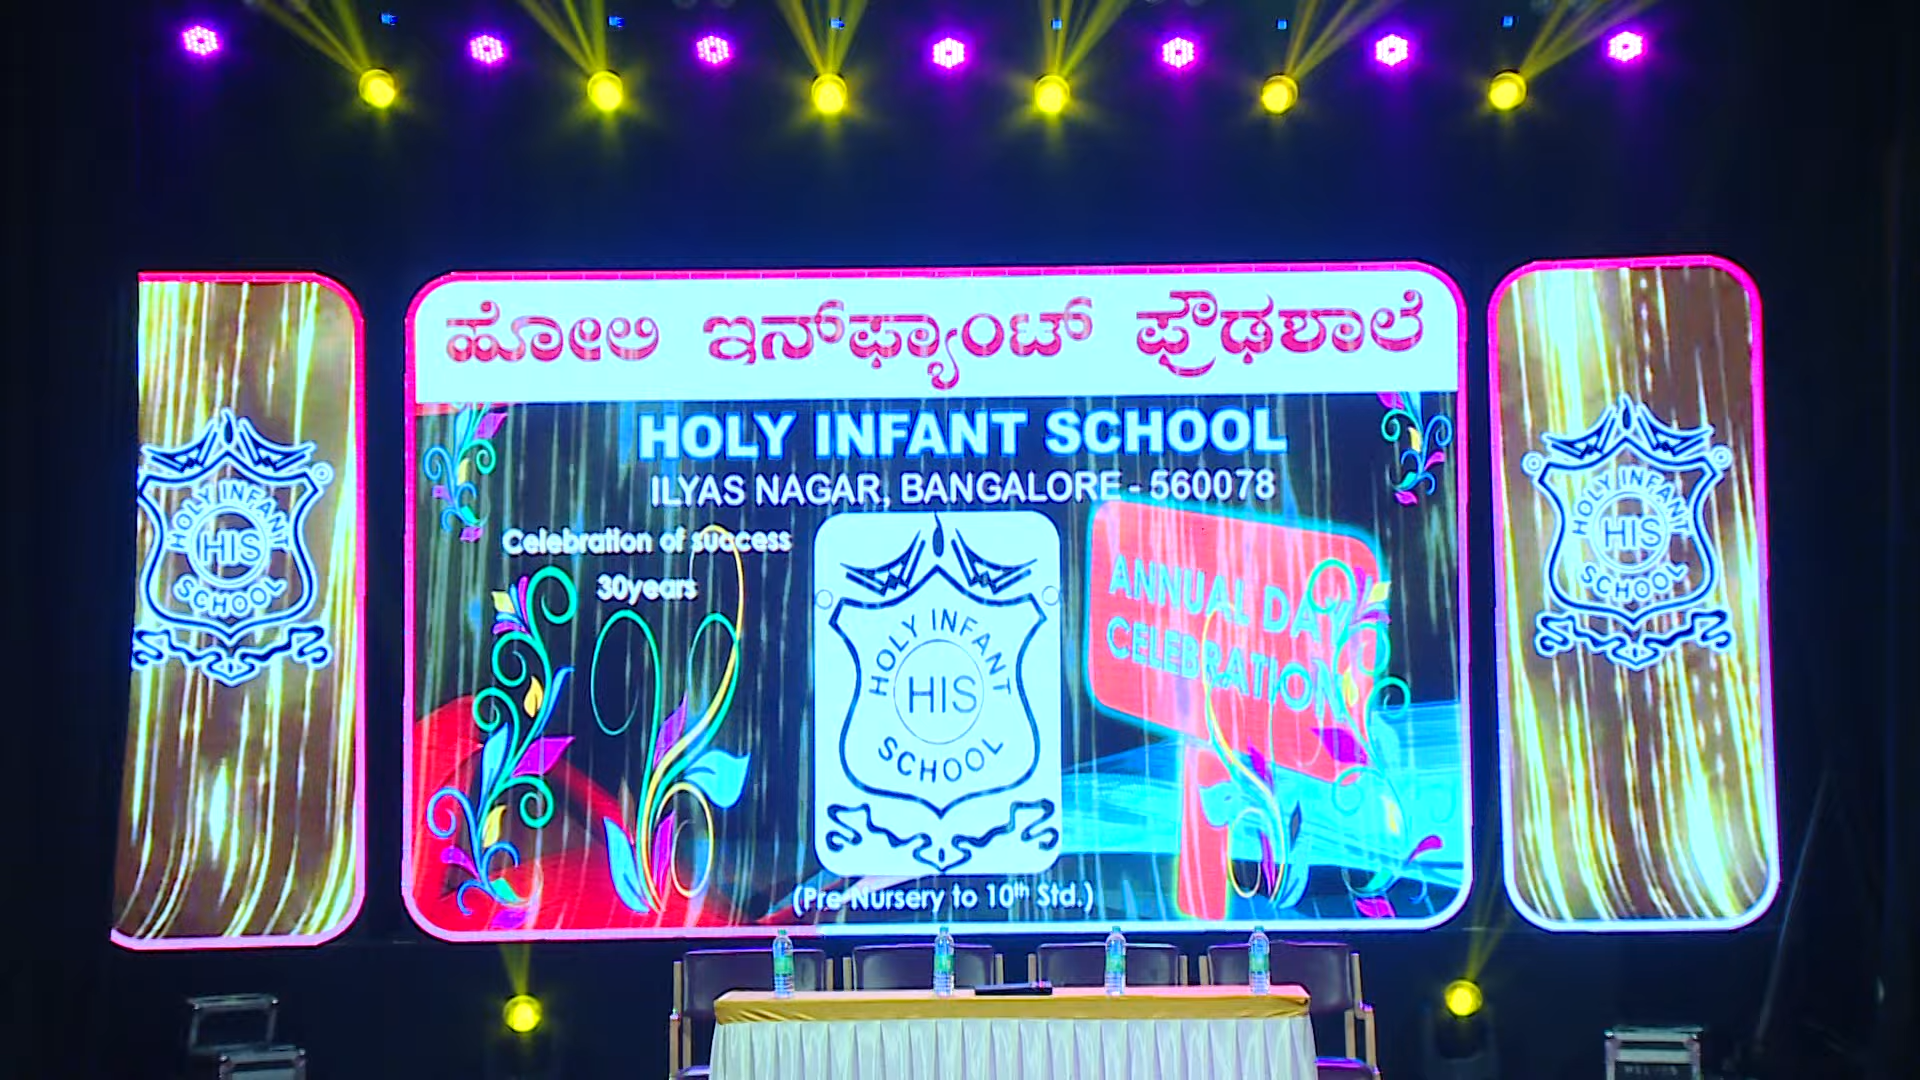 ಹೋಲಿ ಇನ್‌ಫ್ಯಾಂಟ್ ಪ್ರೌಢಶಾಲೆ
HOLY INFANT SCHOOL
ILYAS NAGAR, BANGALORE - 560078
Celebration of success
30years
HOLY INFANT
HIS
SCHOOL
ANNUAL DAY
CELEBRATION
(Pre-Nursery to 10th Std.)
HOLY INFANT
HIS
SCHOOL
HOLY INFANT
HIS
SCHOOL